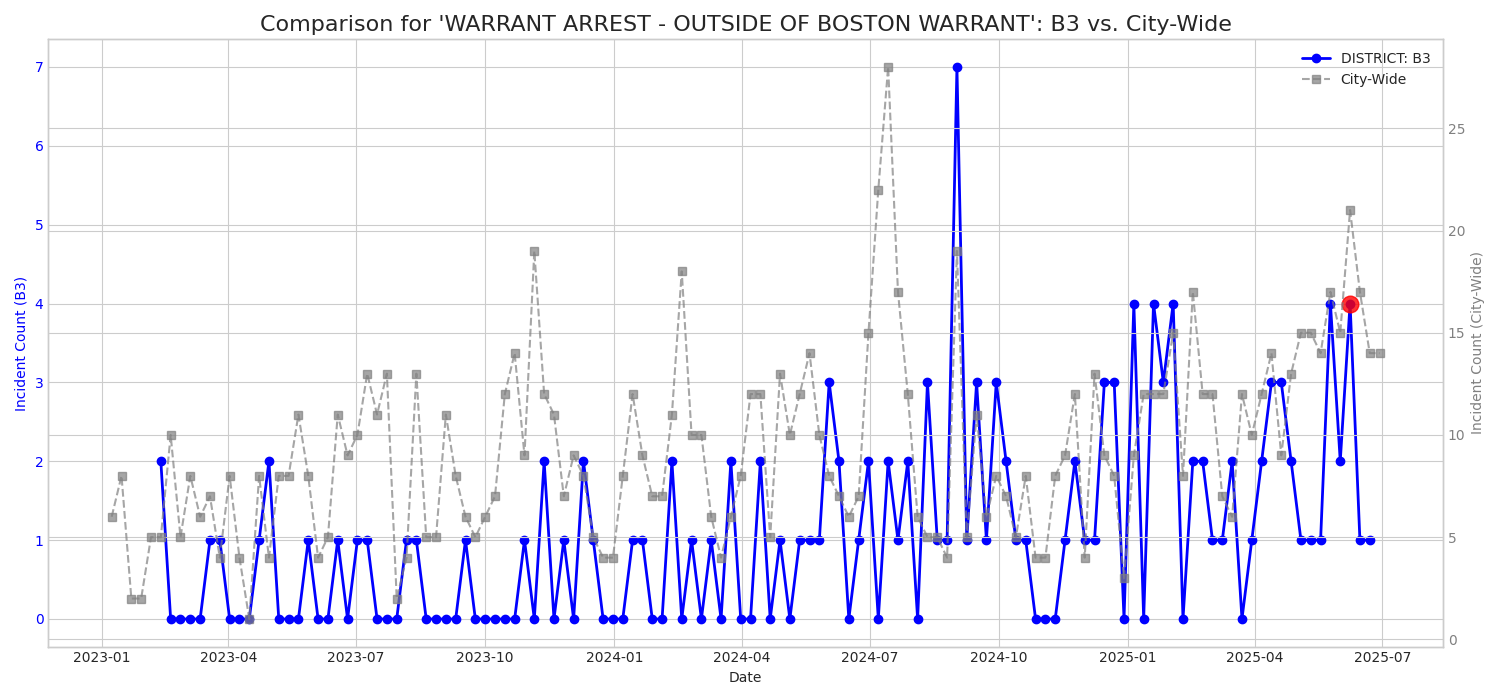 Comparison for 'WARRANT ARREST - OUTSIDE OF BOSTON WARRANT': B3 vs. City-Wide
DISTRICT: B3
City-Wide
Incident Count (B3)
7
6
5
4
3
2
1
0
25
20
15
10
5
0
Incident Count (City-Wide)
2023-01 2023-04 2023-07 2023-10 2024-01 2024-04 2024-07 2024-10 2025-01 2025-04 2025-07
Date